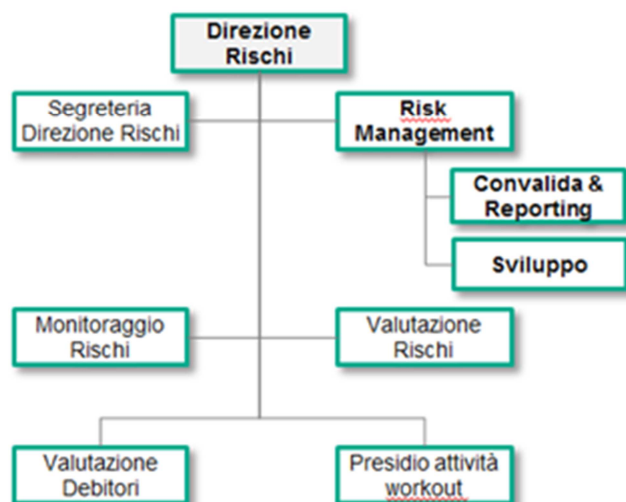 Direzione
Rischi
Segreteria
Direzione Rischi
Risk
Management
Convalida &
Reporting
Sviluppo
Monitoraggio
Rischi
Valutazione
Rischi
Valutazione
Debitori
Presidio attività
workout